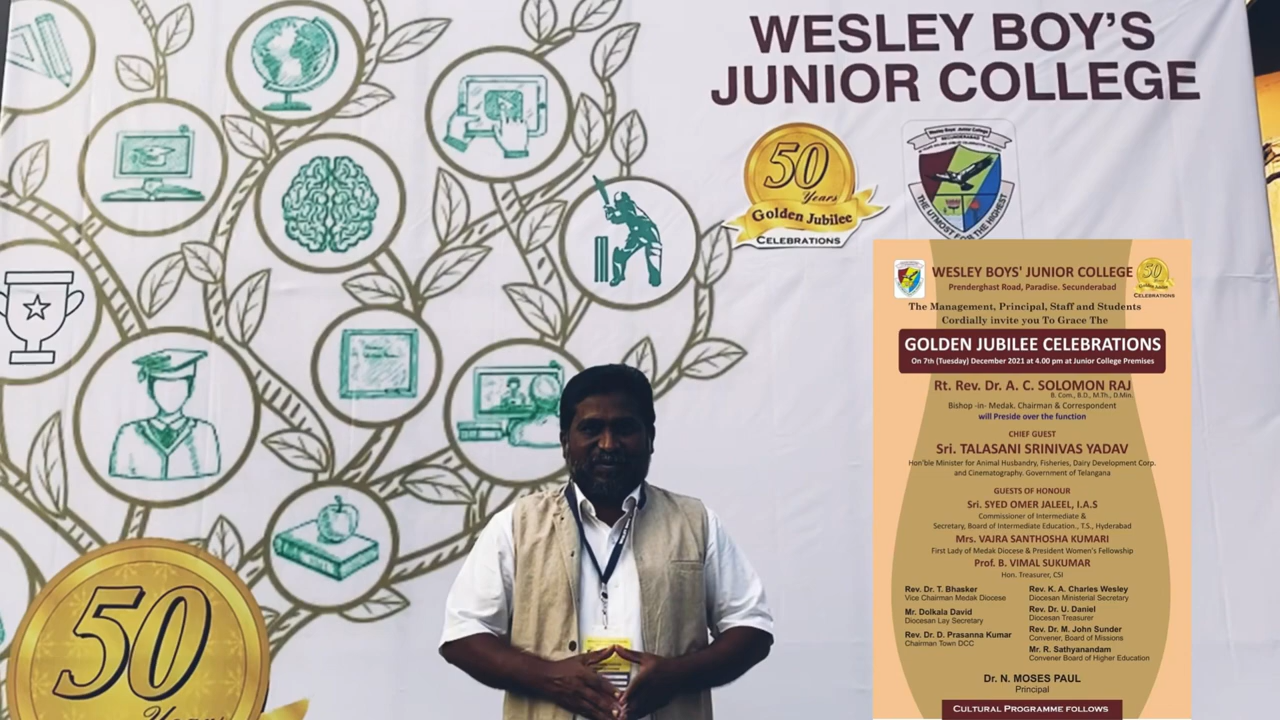 WESLEY BOY'S
JUNIOR COLLEGE
50
Years
Golden Jubilee
CELEBRATIONS
Wesley Boys' Junior College
SECUNDERABAD
THE UTMOST FOR THE HIGHEST
50
Years
WESLEY BOYS' JUNIOR COLLEGE
Prenderghast Road, Paradise. Secunderabad
50
CELEBRATIONS
The Management, Principal, Staff and Students
Cordially invite you To Grace The
GOLDEN JUBILEE CELEBRATIONS
On 7th (Tuesday) December 2021 at 4.00 pm at Junior College Premises
Rt. Rev. Dr. A. C. SOLOMON RAJ
B. Com., B.D., M.Th., D.Min.
Bishop -in- Medak. Chairman & Correspondent
will Preside over the function
CHIEF GUEST
Sri. TALASANI SRINIVAS YADAV
Hon'ble Minister for Animal Husbandry, Fisheries, Dairy Development Corp.
and Cinematography. Government of Telangana
GUESTS OF HONOUR
Sri. SYED OMER JALEEL, I.A.S
Commissioner of Intermediate &
Secretary, Board of Intermediate Education., T.S., Hyderabad
Mrs. VAJRA SANTHOSHA KUMARI
First Lady of Medak Diocese & President Women's Fellowship
Prof. B. VIMAL SUKUMAR
Hon. Treasurer, CSI
Rev. Dr. T. Bhasker
Vice Chairman Medak Diocese
Mr. Dolkala David
Diocesan Lay Secretary
Rev. Dr. D. Prasanna Kumar
Chairman Town DCC
Rev. K. A. Charles Wesley
Diocesan Ministerial Secretary
Rev. Dr. U. Daniel
Diocesan Treasurer
Rev. Dr. M. John Sunder
Convener, Board of Missions
Mr. R. Sathyanandam
Convener Board of Higher Education
Dr. N. MOSES PAUL
Principal
CULTURAL PROGRAMME FOLLOWS